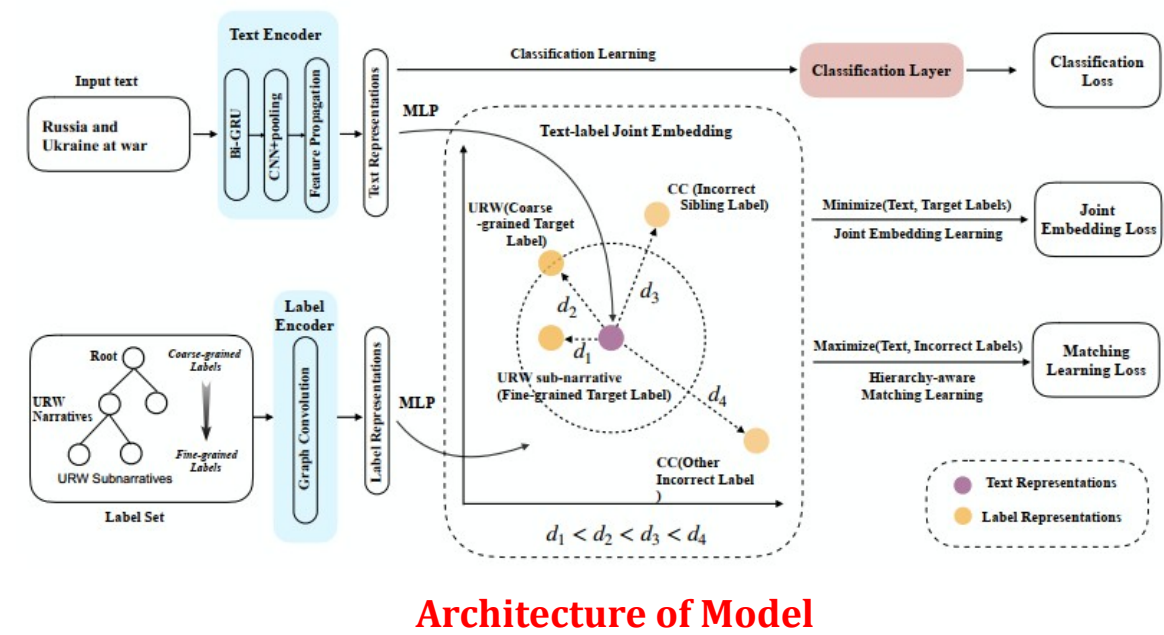 Text Encoder
Input text
Russia and
Ukraine at war
Bi-GRU
CNN+pooling
Feature Propagation
Text Representations
Classification Learning
Classification Layer
Classification
Loss
MLP
Text-label Joint Embedding
CC (Incorrect
Sibling Label)
URW(Coarse
-grained Target
Label)
d3
d2
d1
URW sub-narrative
(Fine-grained Target Label)
d4
CC(Other
Incorrect Label
)
d1 < d2 < d3 < d4
Minimize(Text, Target Labels)
Joint Embedding Learning
Joint
Embedding Loss
Maximize(Text, Incorrect Labels)
Hierarchy-aware
Matching Learning
Matching
Learning Loss
Label
Encoder
Graph Convolution
Label Representations
MLP
Root
Coarse-grained
Labels
URW
Narratives
Fine-grained
Labels
URW Subnarratives
Label Set
Text Representations
Label Representations
Architecture of Model